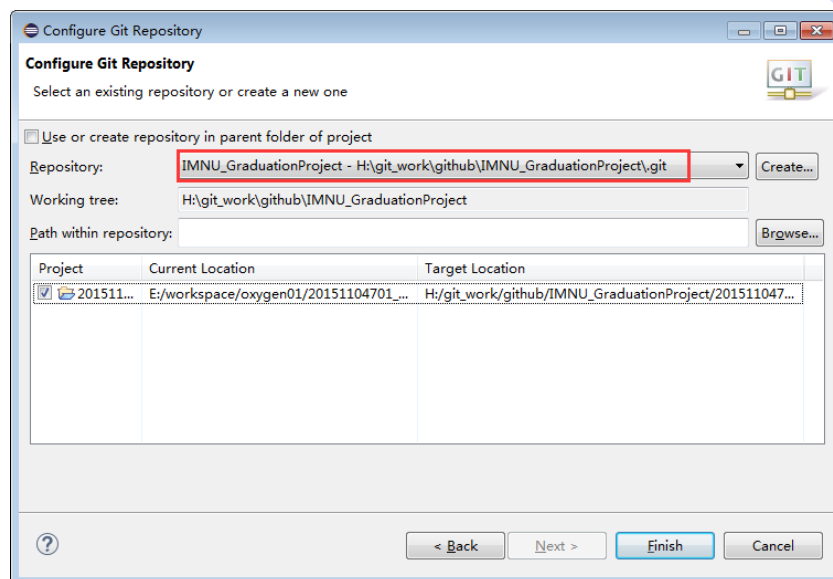 Configure Git Repository
Configure Git Repository
Select an existing repository or create a new one
GIT
Use or create repository in parent folder of project
Repository: IMNU_GraduationProject - H:\git_work\github\IMNU_GraduationProject\.git Create...
Working tree: H:\git_work\github\IMNU_GraduationProject
Path within repository: Browse...
Project Current Location Target Location
201511... E:/workspace/oxygen01/20151104701_... H:/git_work/github/IMNU_GraduationProject/201511047...
? < Back Next > Finish Cancel